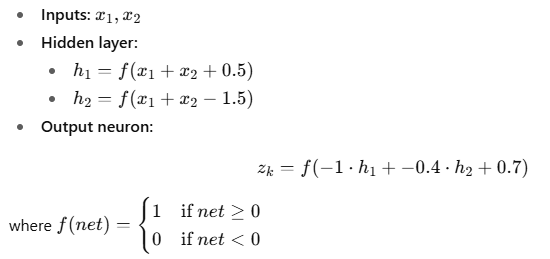 • Inputs: x₁, x₂
• Hidden layer:
• h₁ = f(x₁ + x₂ + 0.5)
• h₂ = f(x₁ + x₂ − 1.5)
• Output neuron:
zₖ = f(−1 · h₁ + −0.4 · h₂ + 0.7)
where f(net) = { 1 if net ≥ 0
0 if net < 0